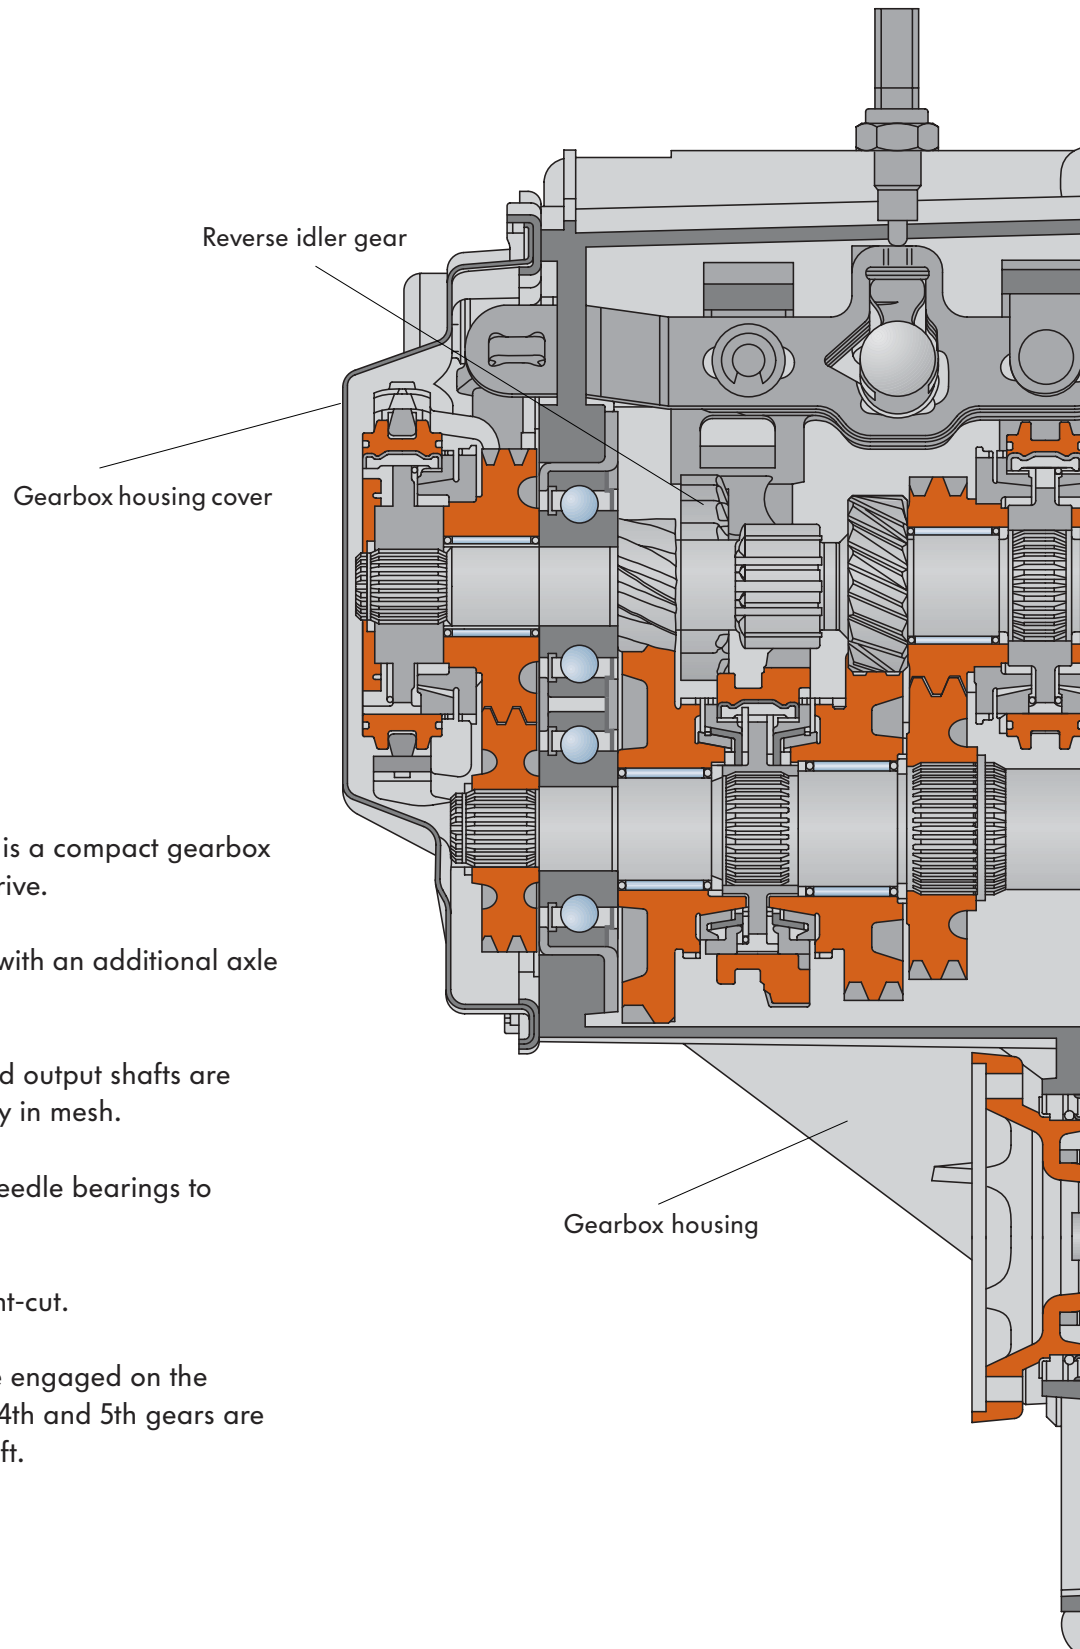 Reverse idler gear
Gearbox housing cover
is a compact gearbox
rive.
with an additional axle
d output shafts are
y in mesh.
eedle bearings to
Gearbox housing
nt-cut.
e engaged on the
4th and 5th gears are
ft.